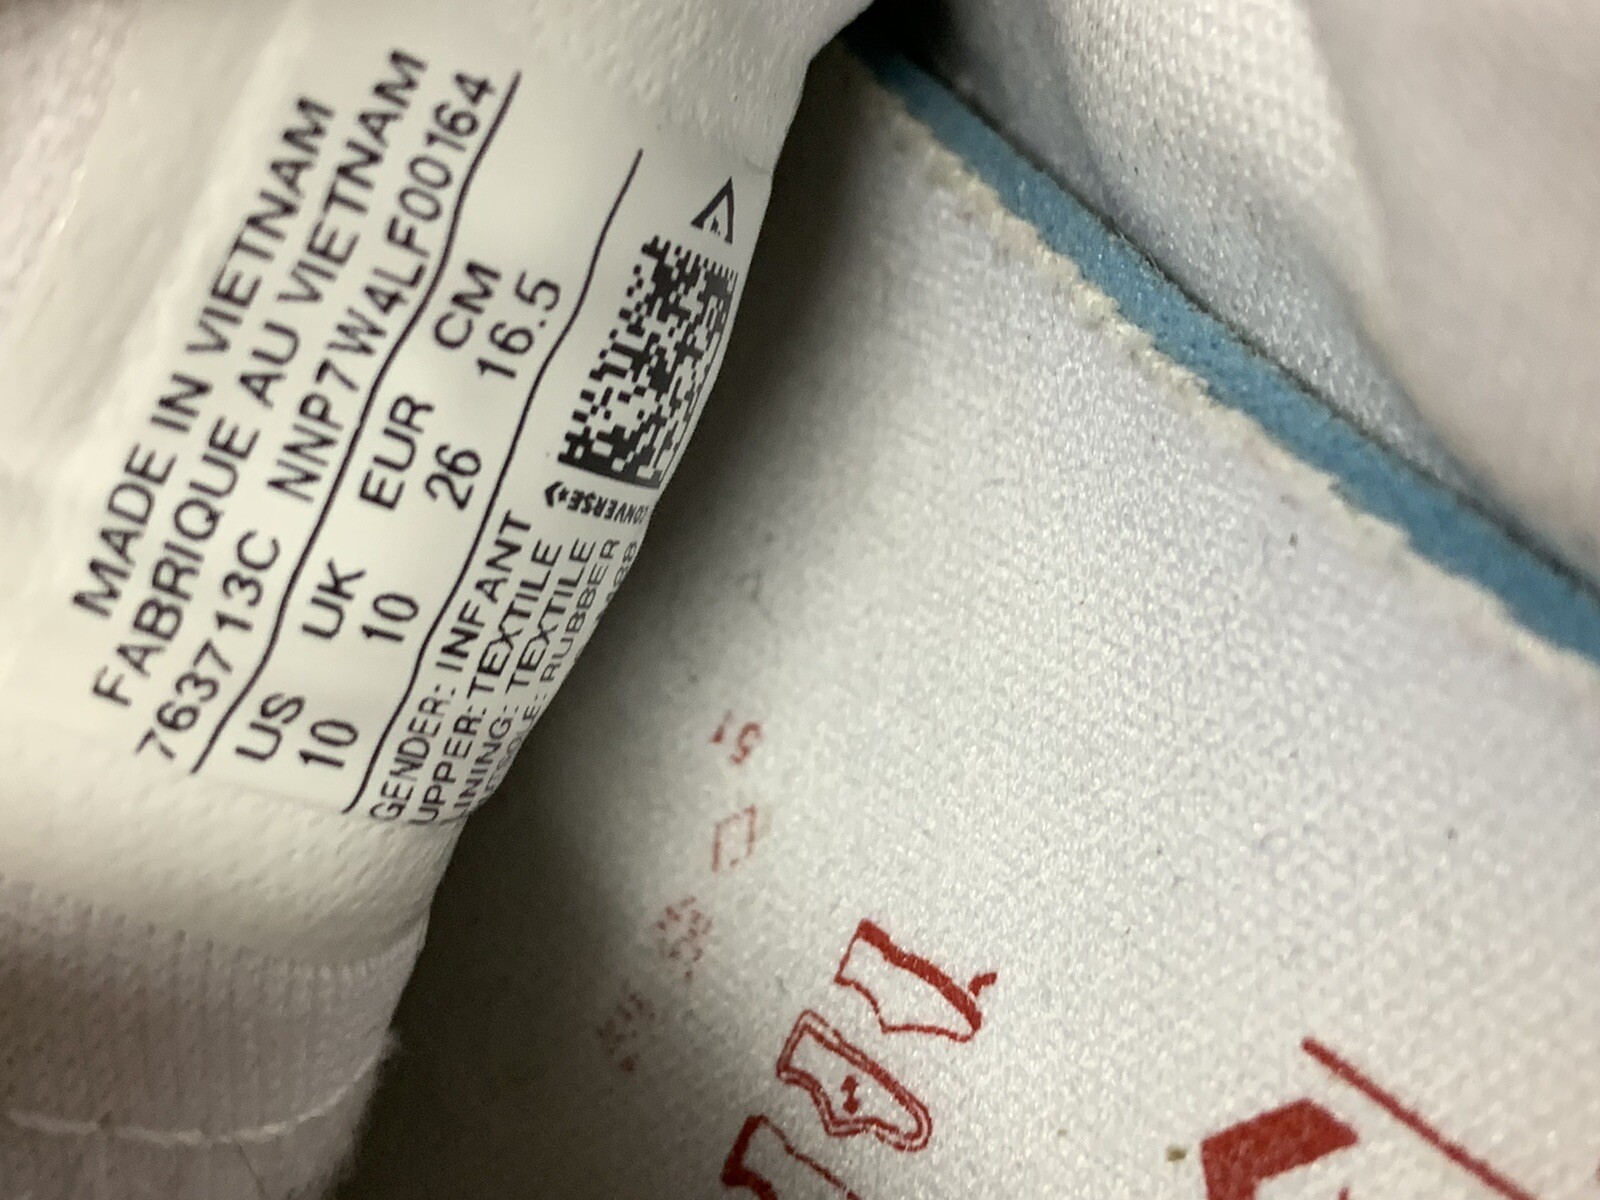 MADE IN VIETNAM
FABRIQUE AU VIETNAM
763713C NNP7W4LF00164
US UK EUR CM
10 10 26 16.5
GENDER: INFANT
UPPER: TEXTILE
LINING: TEXTILE
RUBBER
CONVERSE
51